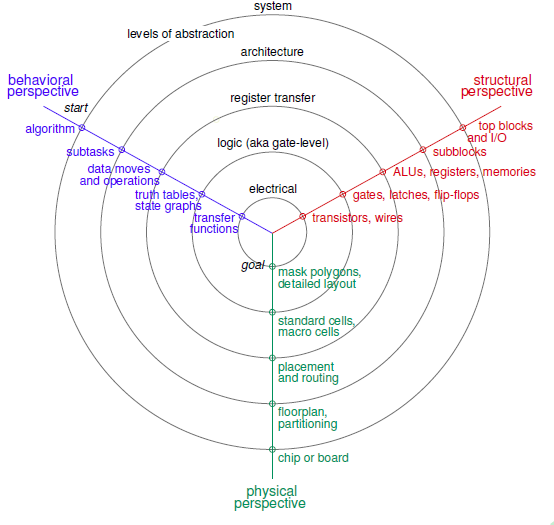 system
levels of abstraction
architecture
behavioral
perspective
structural
perspective
register transfer
start
algorithm
top blocks
and I/O
logic (aka gate-level)
subtasks
subblocks
data moves
and operations
ALUs, registers, memories
electrical
truth tables,
state graphs
gates, latches, flip-flops
transfer
functions
transistors, wires
goal
mask polygons,
detailed layout
standard cells,
macro cells
placement
and routing
floorplan,
partitioning
chip or board
physical
perspective